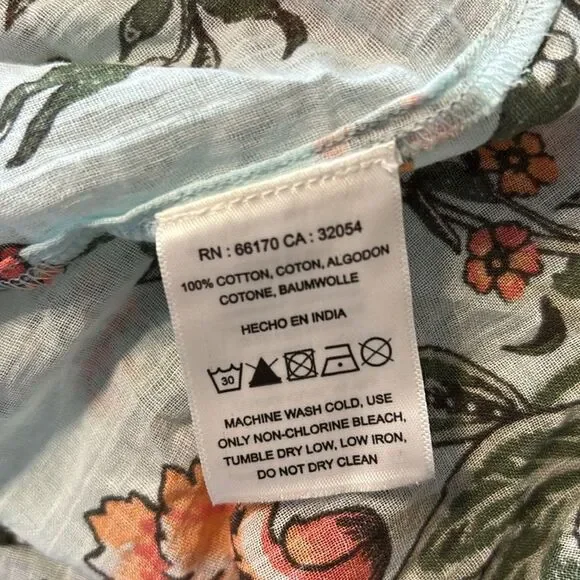 RN : 66170 CA : 32054
100% COTTON, COTON, ALGODON
COTONE, BAUMWOLLE
HECHO EN INDIA
30
MACHINE WASH COLD, USE
ONLY NON-CHLORINE BLEACH,
TUMBLE DRY LOW, LOW IRON,
DO NOT DRY CLEAN